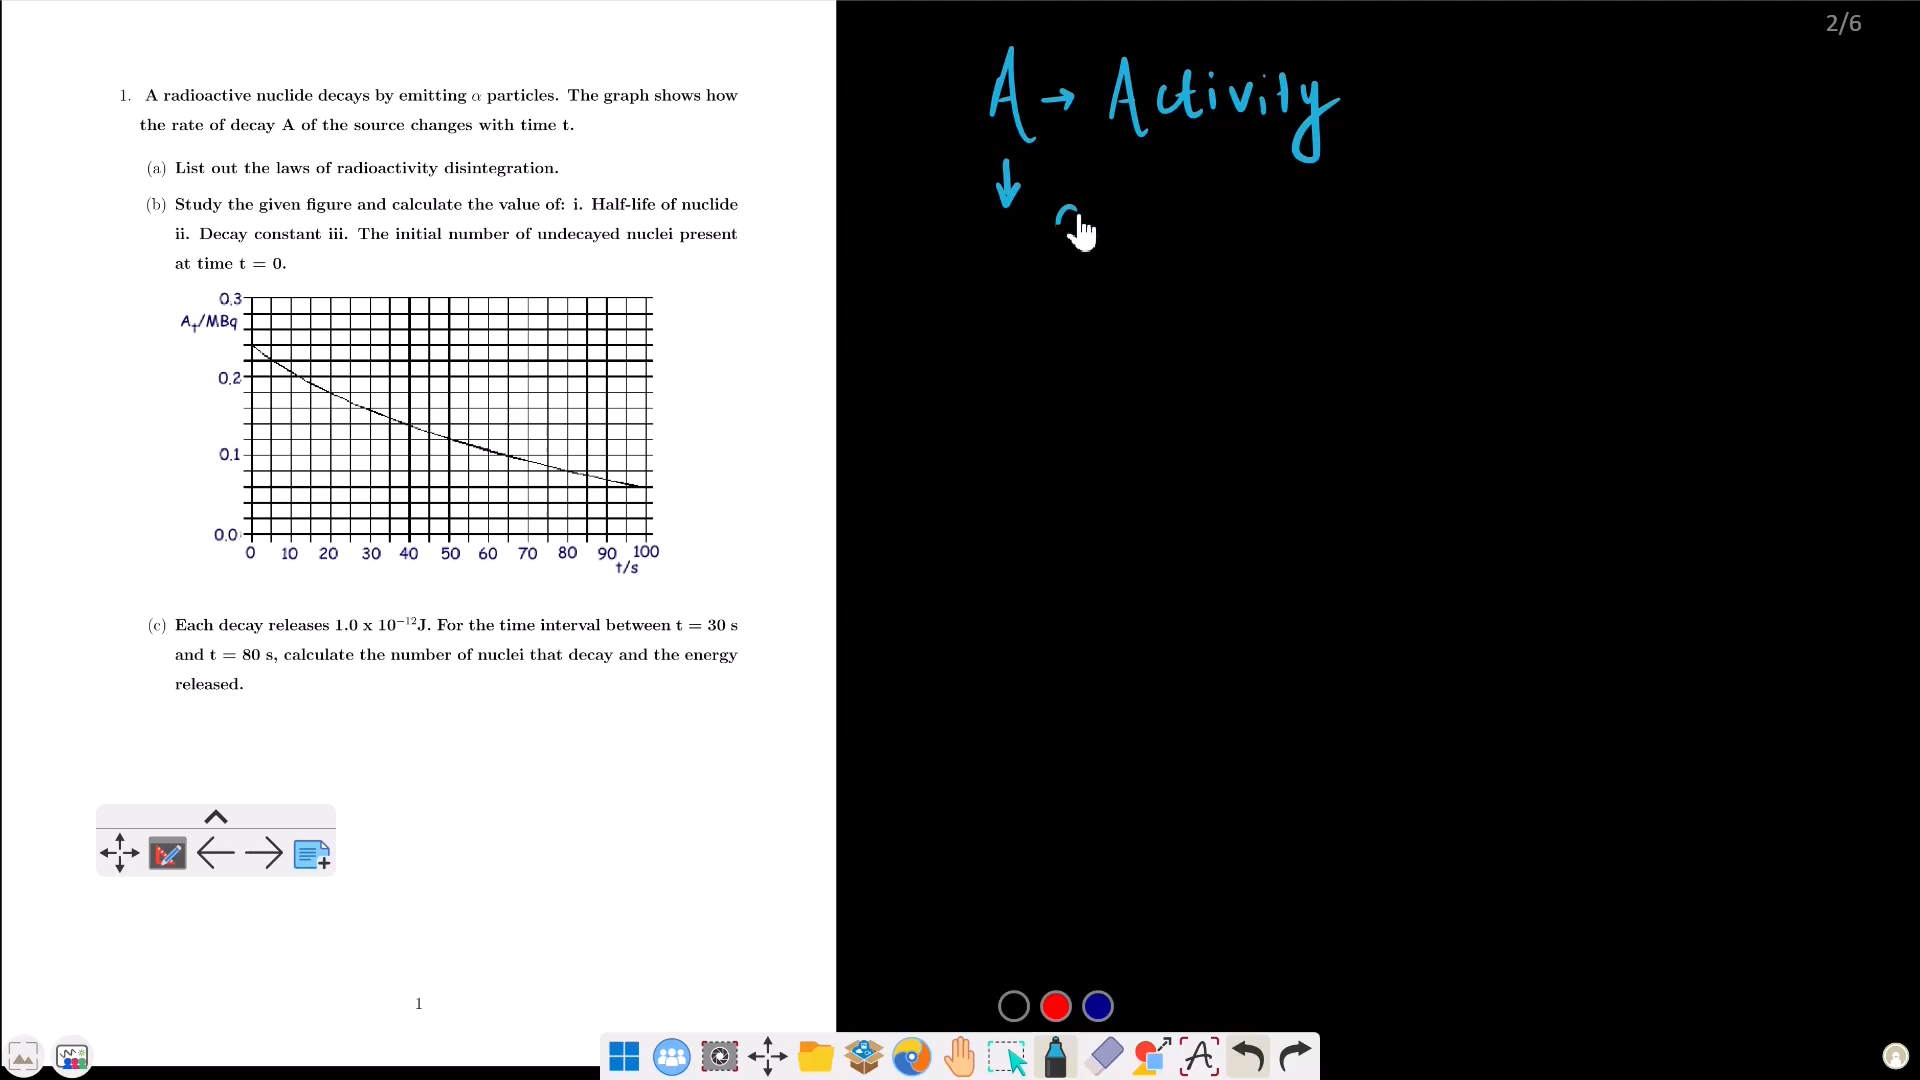 2/6
1. A radioactive nuclide decays by emitting α particles. The graph shows how
the rate of decay A of the source changes with time t.
(a) List out the laws of radioactivity disintegration.
(b) Study the given figure and calculate the value of: i. Half-life of nuclide
ii. Decay constant iii. The initial number of undecayed nuclei present
at time t = 0.
0.3
A_t/MBq
0.2
0.1
0.0
0 10 20 30 40 50 60 70 80 90 100
t/s
(c) Each decay releases 1.0 x 10⁻¹²J. For the time interval between t = 30 s
and t = 80 s, calculate the number of nuclei that decay and the energy
released.
1
A → Activity
↓